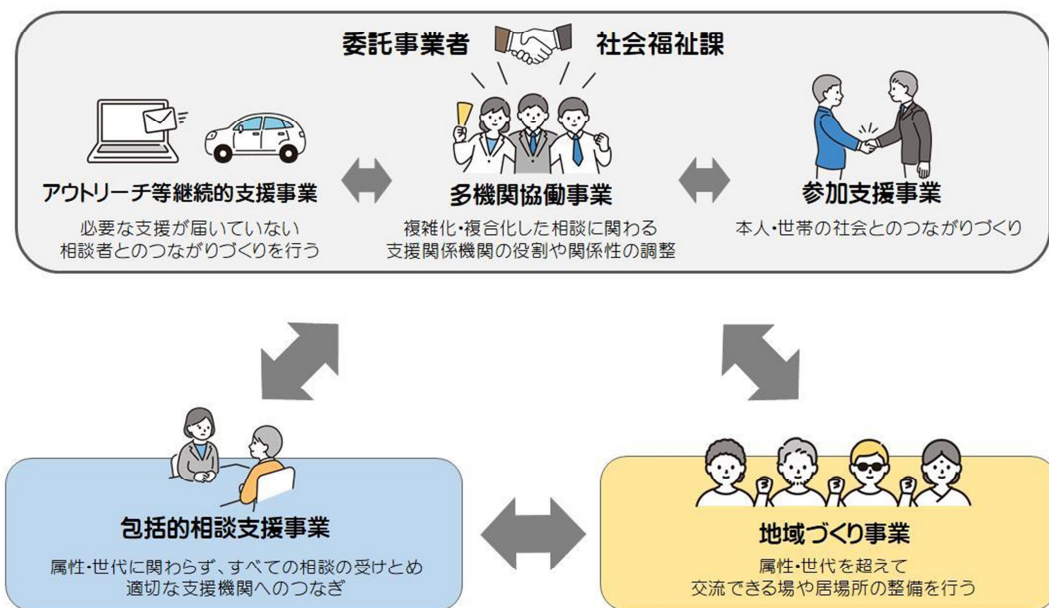 委託事業者 社会福祉課
アウトリーチ等継続的支援事業
必要な支援が届いていない
相談者とのつながりづくりを行う
多機関協働事業
複雑化・複合化した相談に関わる
支援関係機関の役割や関係性の調整
参加支援事業
本人・世帯の社会とのつながりづくり
包括的相談支援事業
属性・世代に関わらず、すべての相談の受けとめ
適切な支援機関へのつなぎ
地域づくり事業
属性・世代を超えて
交流できる場や居場所の整備を行う